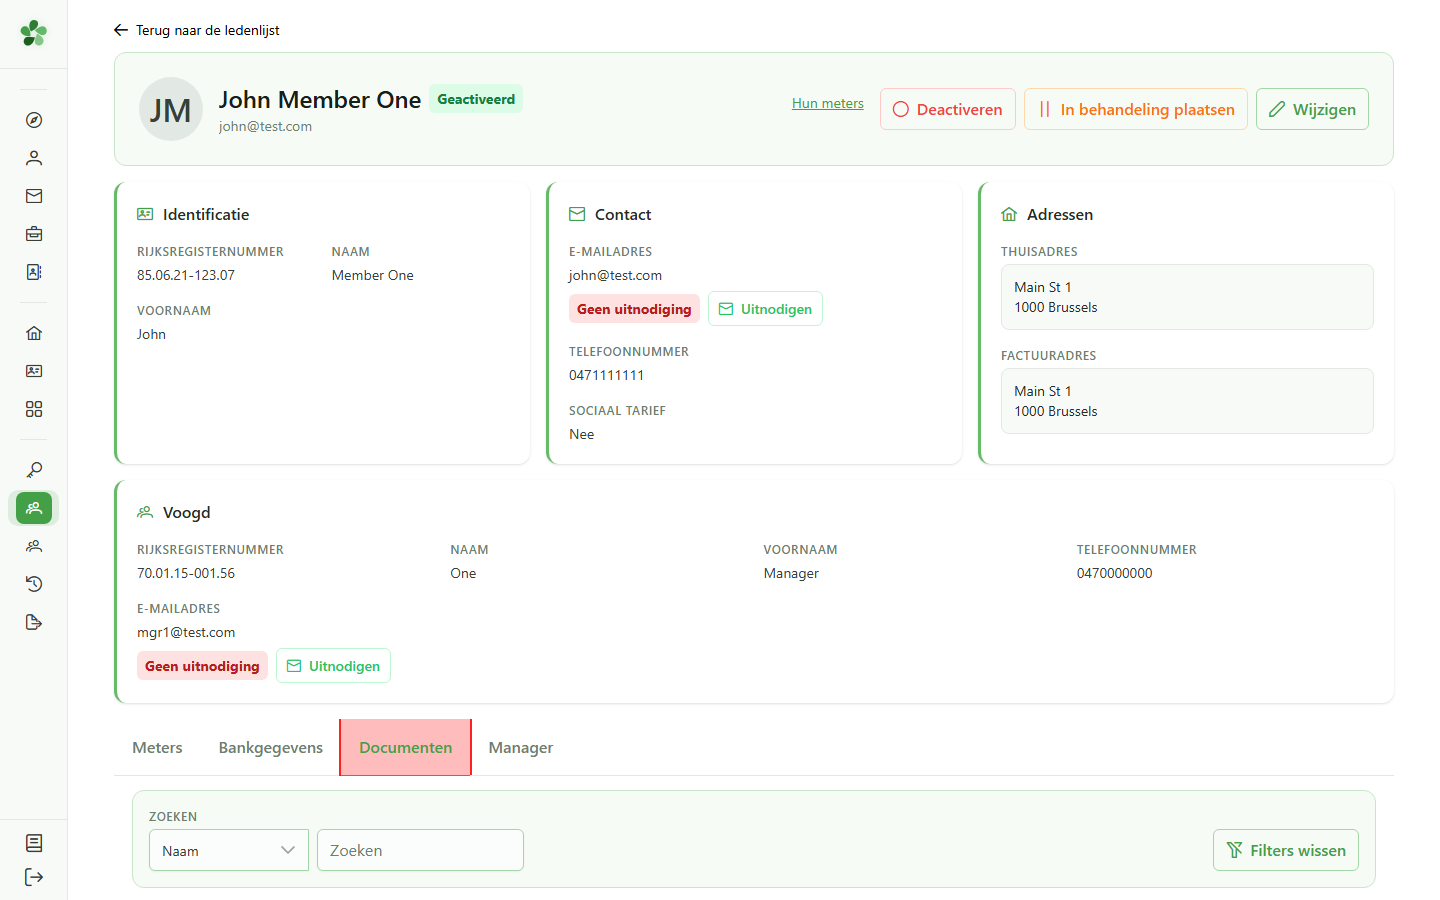 Terug naar de ledenlijst
JM
John Member One
Geactiveerd
john@test.com
Hun meters
Deactiveren
In behandeling plaatsen
Wijzigen
Identificatie
RIJKSREGISTERNUMMER
85.06.21-123.07
NAAM
Member One
VOORNAAM
John
Contact
E-MAILADRES
john@test.com
Geen uitnodiging
Uitnodigen
TELEFOONNUMMER
0471111111
SOCIAAL TARIEF
Nee
Adressen
THUISADRES
Main St 1
1000 Brussels
FACTUURADRES
Main St 1
1000 Brussels
Voogd
RIJKSREGISTERNUMMER
70.01.15-001.56
NAAM
One
VOORNAAM
Manager
TELEFOONNUMMER
0470000000
E-MAILADRES
mgr1@test.com
Geen uitnodiging
Uitnodigen
Meters
Bankgegevens
Documenten
Manager
ZOEKEN
Naam
Zoeken
Filters wissen